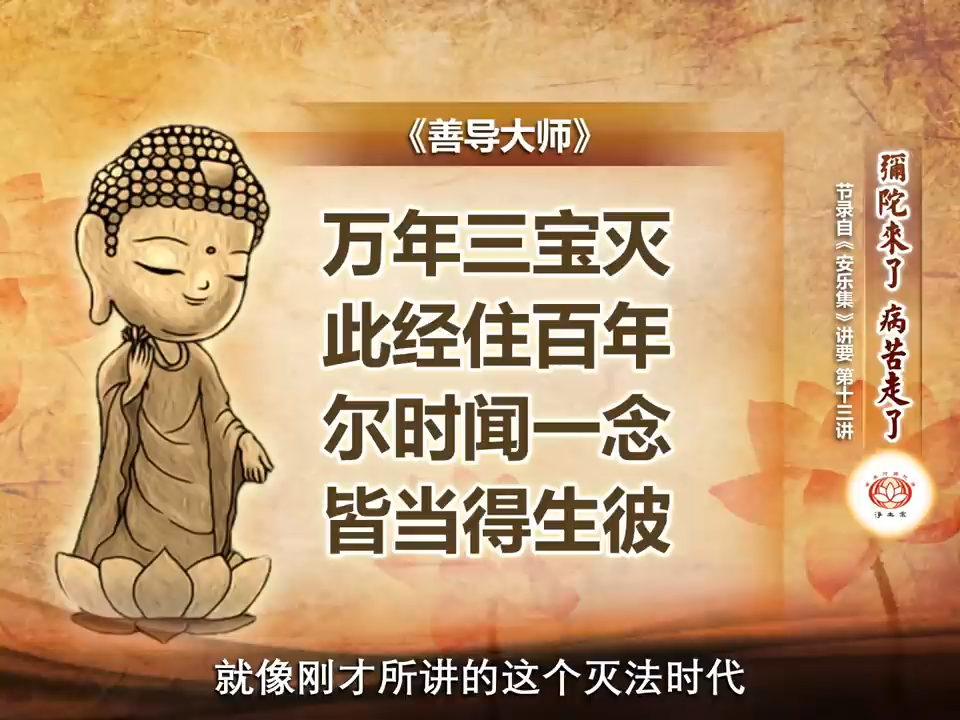 《善导大师》
万年三宝灭
此经住百年
尔时闻一念
皆当得生彼
彌陀來了 病苦走了
节录自《安乐集》讲要 第十三讲
净土宗
就像刚才所讲的这个灭法时代